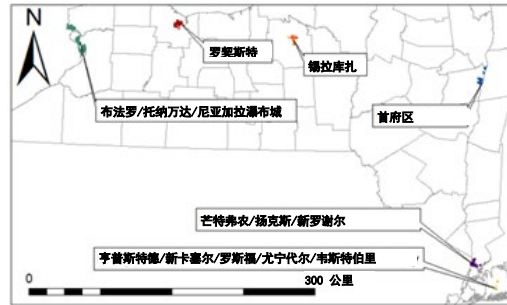 N
罗契斯特
锡拉库扎
布法罗/托纳万达/尼亚加拉瀑布城
首府区
芒特弗农/扬克斯/新罗谢尔
亨普斯特德/新卡塞尔/罗斯福/尤宁代尔/韦斯特伯里
0
300 公里